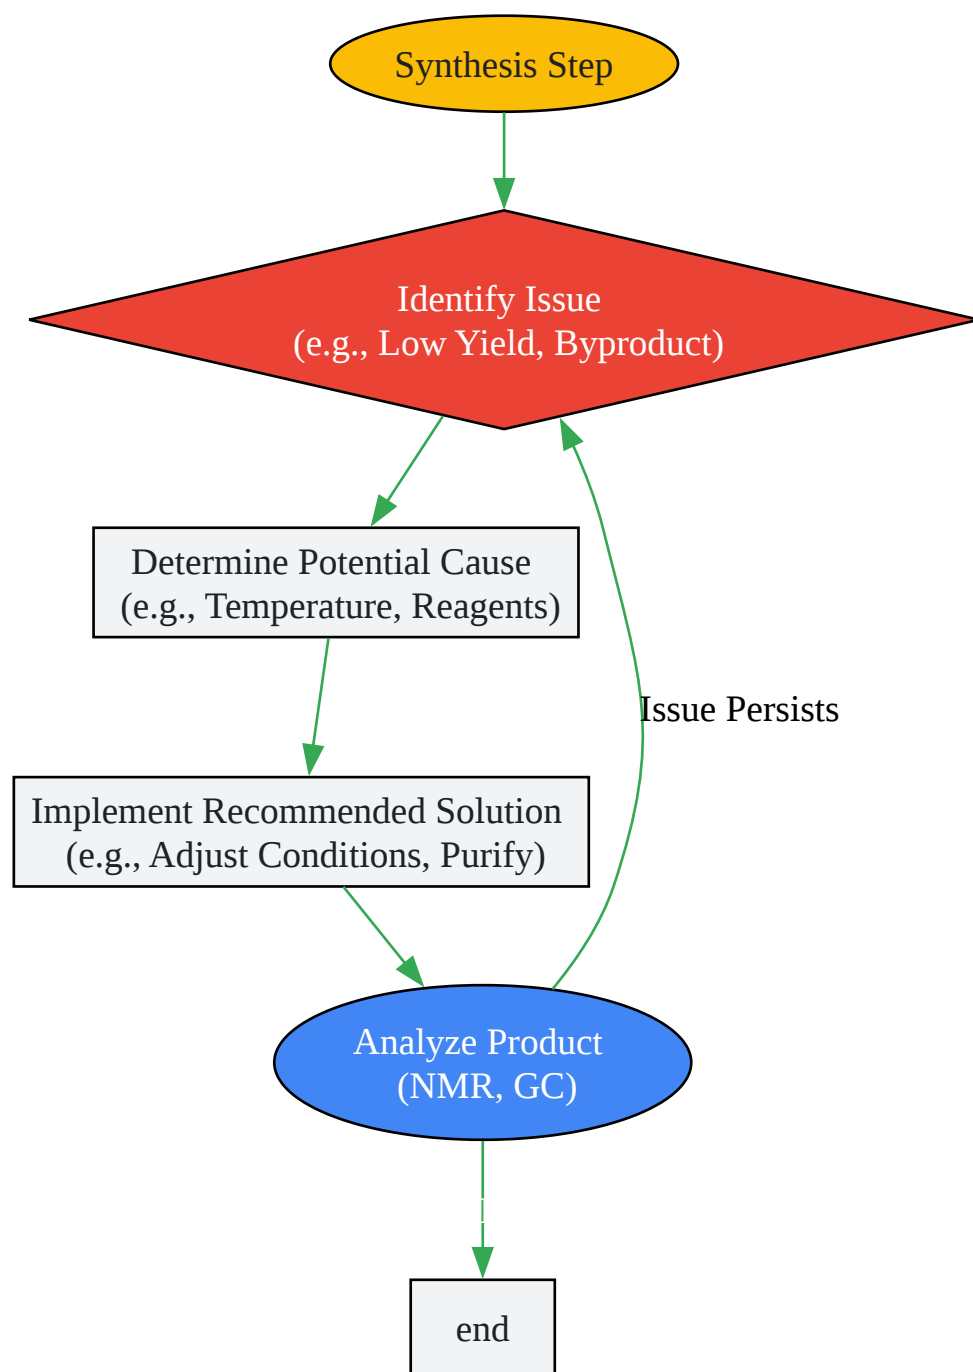 Synthesis Step
Identify Issue
(e.g., Low Yield, Byproduct)
Determine Potential Cause
(e.g., Temperature, Reagents)
Issue Persists
Implement Recommended Solution
(e.g., Adjust Conditions, Purify)
Analyze Product
(NMR, GC)
end